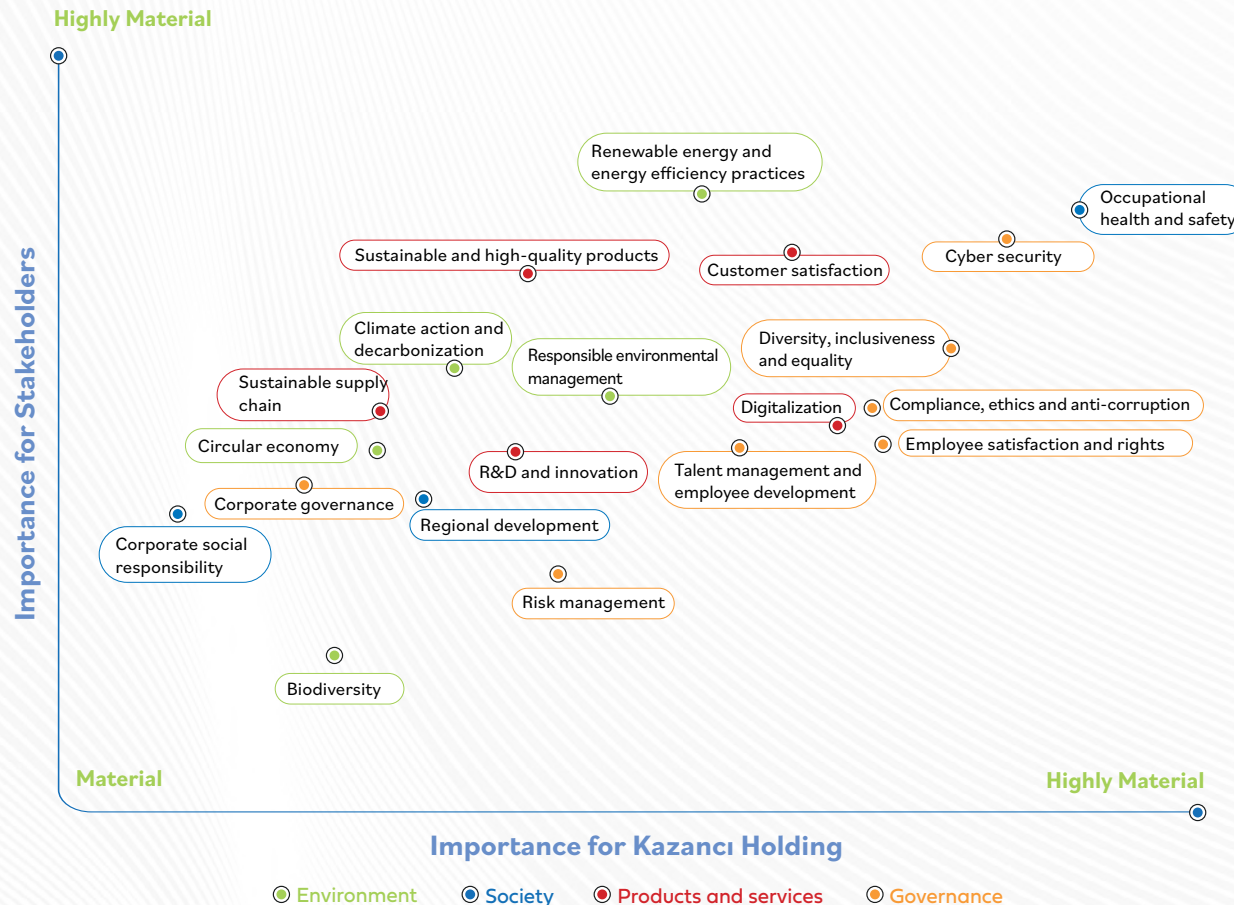 Highly Material
Importance for Stakeholders
Renewable energy and
energy efficiency practices
Occupational
health and safety
Sustainable and high-quality products
Customer satisfaction
Cyber security
Climate action and
decarbonization
Responsible environmental
management
Diversity, inclusiveness
and equality
Sustainable supply
chain
Digitalization
Compliance, ethics and anti-corruption
Circular economy
Employee satisfaction and rights
R&D and innovation
Talent management and
employee development
Corporate governance
Regional development
Corporate social
responsibility
Risk management
Biodiversity
Material
Highly Material
Importance for Kazancı Holding
Environment
Society
Products and services
Governance